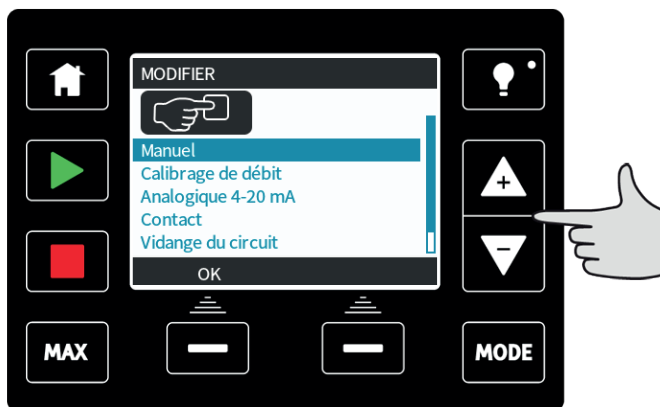 MODIFIER
Manuel
Calibrage de débit
Analogique 4-20 mA
Contact
Vidange du circuit
OK
+
−
MAX
MODE